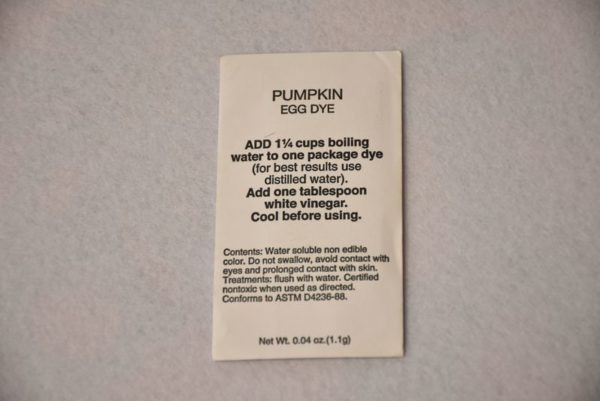 PUMPKIN
EGG DYE
ADD 1¼ cups boiling
water to one package dye
(for best results use
distilled water).
Add one tablespoon
white vinegar.
Cool before using.
Contents: Water soluble non edible
color. Do not swallow, avoid contact with
eyes and prolonged contact with skin.
Treatments: flush with water. Certified
nontoxic when used as directed.
Conforms to ASTM D4236-88.
Net Wt. 0.04 oz.(1.1g)